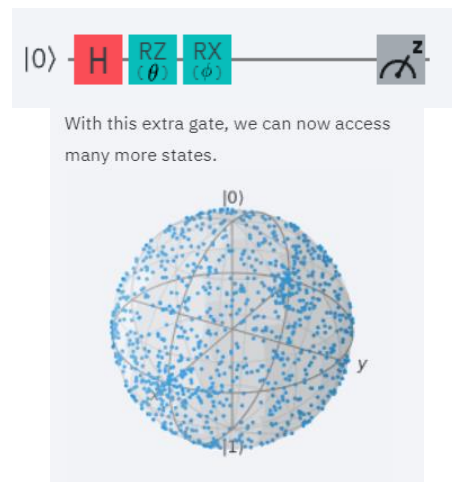 |0⟩ H RZ (θ) RX (ϕ) z
With this extra gate, we can now access
many more states.
|0⟩
y
x
|1⟩